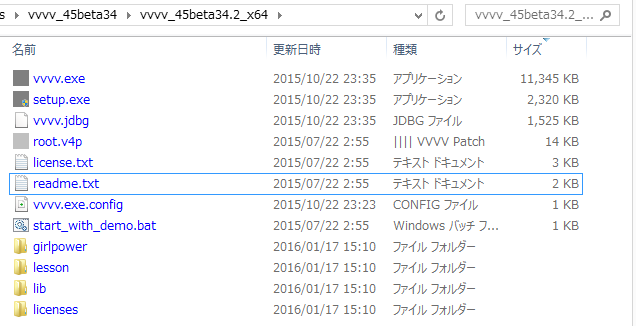 s ▸ vvvv_45beta34 ▸ vvvv_45beta34.2_x64 ▸ vvvv_45beta34.2_...
名前 更新日時 種類 サイズ
vvvv.exe 2015/10/22 23:35 アプリケーション 11,345 KB
setup.exe 2015/10/22 23:35 アプリケーション 2,320 KB
vvvv.jdbg 2015/10/22 23:35 JDBG ファイル 1,525 KB
root.v4p 2015/07/22 2:55 |||| VVVV Patch 14 KB
license.txt 2015/07/22 2:55 テキスト ドキュメント 3 KB
readme.txt 2015/07/22 2:55 テキスト ドキュメント 2 KB
vvvv.exe.config 2015/10/22 23:23 CONFIG ファイル 1 KB
start_with_demo.bat 2015/07/22 2:55 Windows バッチ フ... 1 KB
girlpower 2016/01/17 15:10 ファイル フォルダー
lesson 2016/01/17 15:10 ファイル フォルダー
lib 2016/01/17 15:10 ファイル フォルダー
licenses 2016/01/17 15:10 ファイル フォルダー